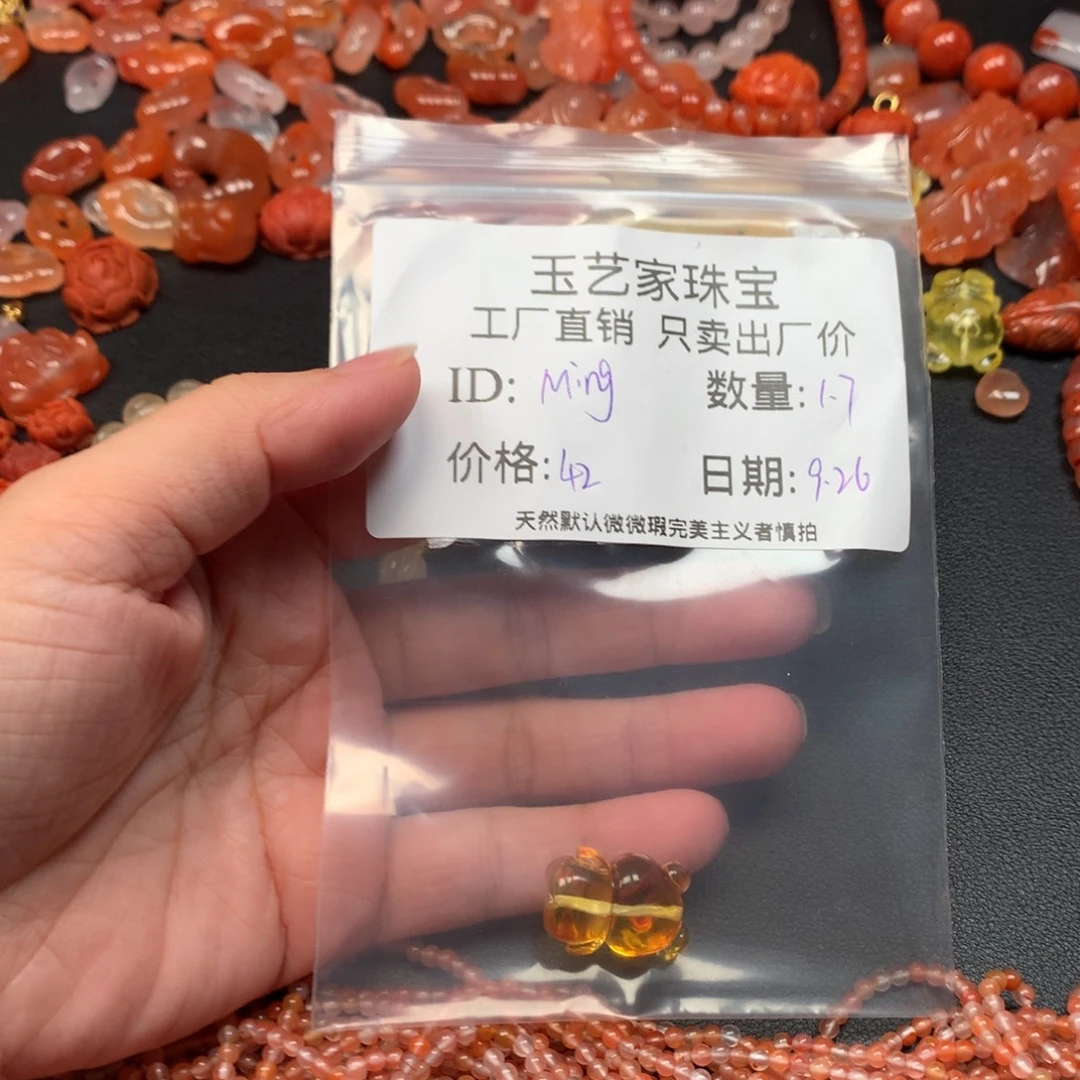 玉艺家珠宝
工厂直销 只卖出厂价
ID: Ming 数量: 1.7
价格: 42 日期: 9.26
天然默认微微瑕完美主义者慎拍